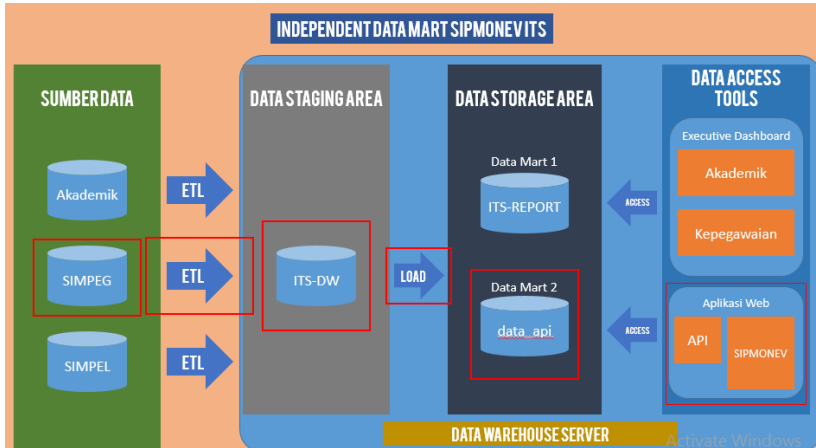 INDEPENDENT DATA MART SIPMONEV ITS
SUMBER DATA
Akademik
SIMPEG
SIMPEL
ETL
ETL
ETL
DATA STAGING AREA
ITS-DW
LOAD
DATA STORAGE AREA
Data Mart 1
ITS-REPORT
Data Mart 2
data_api
ACCESS
ACCESS
DATA ACCESS
TOOLS
Executive Dashboard
Akademik
Kepegawaian
Aplikasi Web
API
SIPMONEV
DATA WAREHOUSE SERVER
Activate Windows